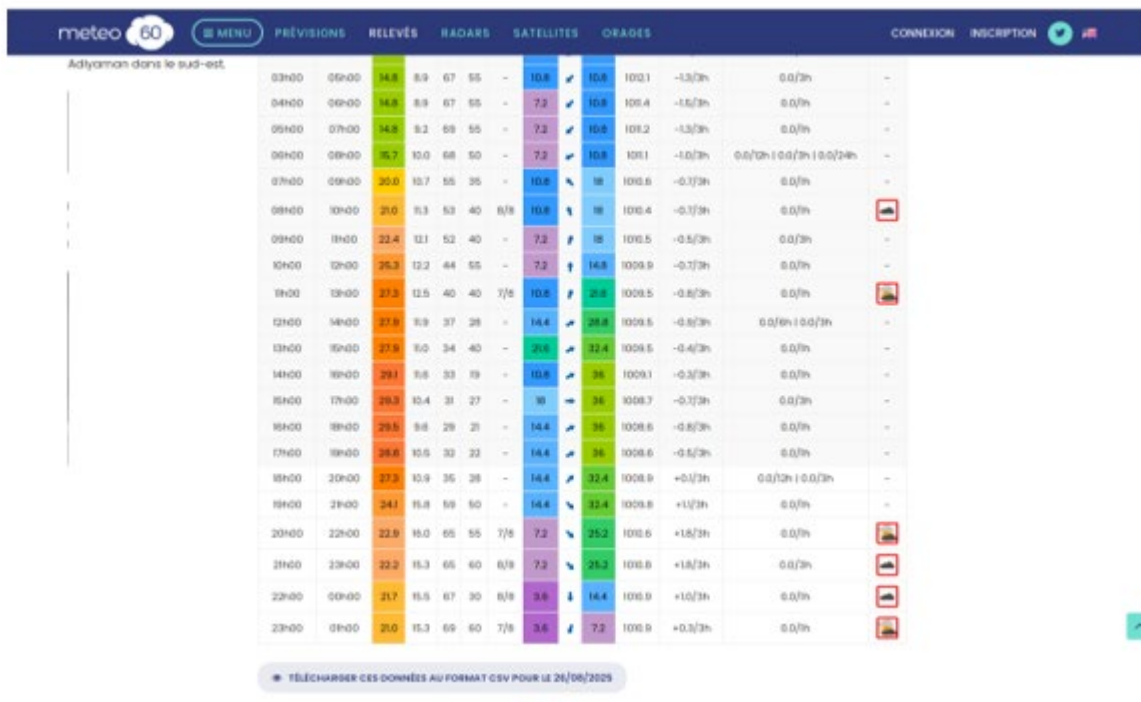 meteo 60 MENU PRÉVISIONS RELEVÉS RADARS SATELLITES ORAGES CONNEXION INSCRIPTION
Adiyaman dans le sud-est.
03h00 05h00 14.8 8.9 67 55 - 10.8 10.8 1012.1 -1.3/3h 0.0/3h -
04h00 06h00 14.8 8.9 67 55 - 7.2 10.8 1011.4 -1.5/3h 0.0/1h -
05h00 07h00 14.8 9.2 69 55 - 7.2 10.8 1011.2 -1.3/3h 0.0/1h -
06h00 08h00 15.7 10.0 68 50 - 7.2 10.8 1011.1 -1.0/3h 0.0/12h | 0.0/3h | 0.0/24h -
07h00 09h00 20.0 10.7 55 35 - 10.8 18 1010.6 -0.7/3h 0.0/1h -
08h00 10h00 21.0 11.3 53 40 8/8 10.8 18 1010.4 -0.7/3h 0.0/1h
09h00 11h00 22.4 12.1 52 40 - 7.2 18 1010.5 -0.5/3h 0.0/3h -
10h00 12h00 25.3 12.2 44 55 - 7.2 14.8 1009.9 -0.7/3h 0.0/1h -
11h00 13h00 27.3 12.5 40 40 7/8 10.8 21.6 1009.5 -0.8/3h 0.0/1h
12h00 14h00 27.9 11.9 37 28 - 14.4 28.8 1009.5 -0.9/3h 0.0/6h | 0.0/3h -
13h00 15h00 27.9 11.0 34 40 - 21.6 32.4 1009.5 -0.4/3h 0.0/1h -
14h00 16h00 29.1 11.6 33 19 - 10.8 36 1009.1 -0.3/3h 0.0/1h -
15h00 17h00 29.3 10.4 31 27 - 18 36 1008.7 -0.7/3h 0.0/3h -
16h00 18h00 29.5 9.6 29 21 - 14.4 36 1008.6 -0.8/3h 0.0/1h -
17h00 19h00 28.8 10.5 32 22 - 14.4 36 1008.6 -0.5/3h 0.0/1h -
18h00 20h00 27.3 10.9 35 28 - 14.4 32.4 1008.9 +0.1/3h 0.0/12h | 0.0/3h -
19h00 21h00 24.1 15.8 59 50 - 14.4 32.4 1009.8 +1.1/3h 0.0/1h -
20h00 22h00 22.9 16.0 65 55 7/8 7.2 25.2 1010.6 +1.8/3h 0.0/1h
21h00 23h00 22.2 15.3 65 60 8/8 7.2 25.2 1010.8 +1.8/3h 0.0/3h
22h00 00h00 21.7 15.5 67 30 8/8 3.6 14.4 1010.9 +1.0/3h 0.0/1h
23h00 01h00 21.0 15.3 69 60 7/8 3.6 7.2 1010.9 +0.3/3h 0.0/1h
TÉLÉCHARGER CES DONNÉES AU FORMAT CSV POUR LE 26/08/2025